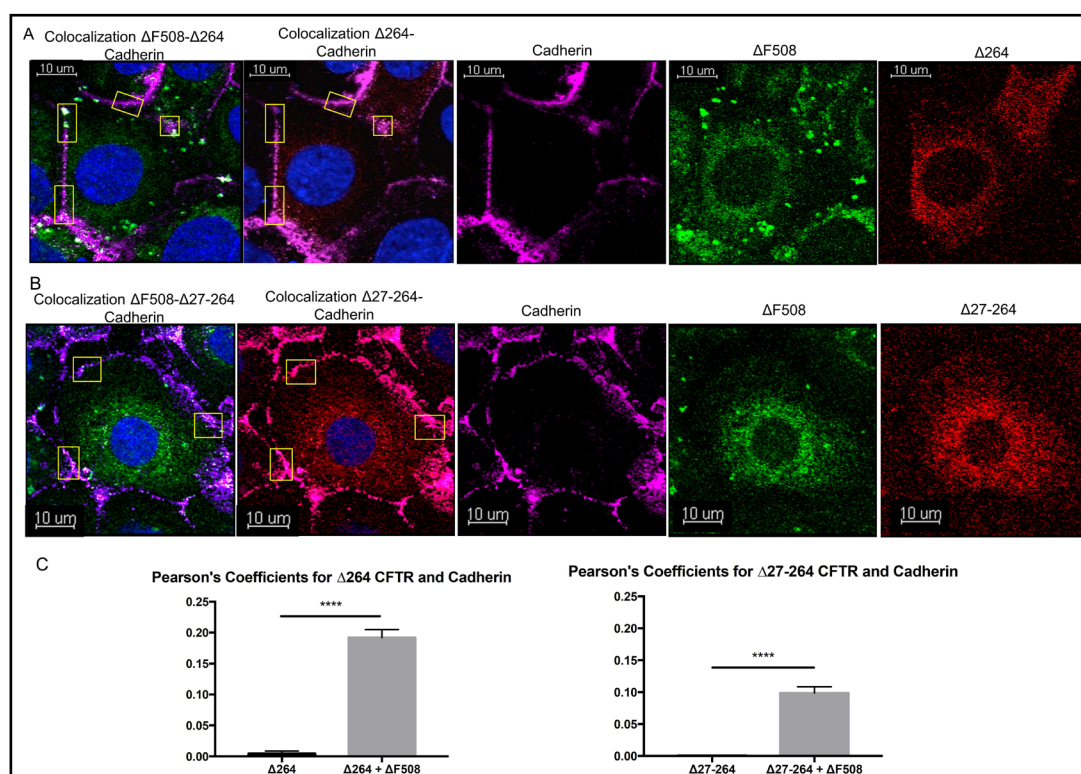 A
Colocalization ΔF508-Δ264
Cadherin
Colocalization Δ264-
Cadherin
Cadherin
ΔF508
Δ264
10 um
10 um
10 um
10 um
10 um
B
Colocalization ΔF508-Δ27-264
Cadherin
Colocalization Δ27-264-
Cadherin
Cadherin
ΔF508
Δ27-264
10 um
10 um
10 um
10 um
10 um
C
Pearson's Coefficients for Δ264 CFTR and Cadherin
0.25
0.20
0.15
0.10
0.05
0.00
****
Δ264
Δ264 + ΔF508
Pearson's Coefficients for Δ27-264 CFTR and Cadherin
0.25
0.20
0.15
0.10
0.05
0.00
****
Δ27-264
Δ27-264 + ΔF508